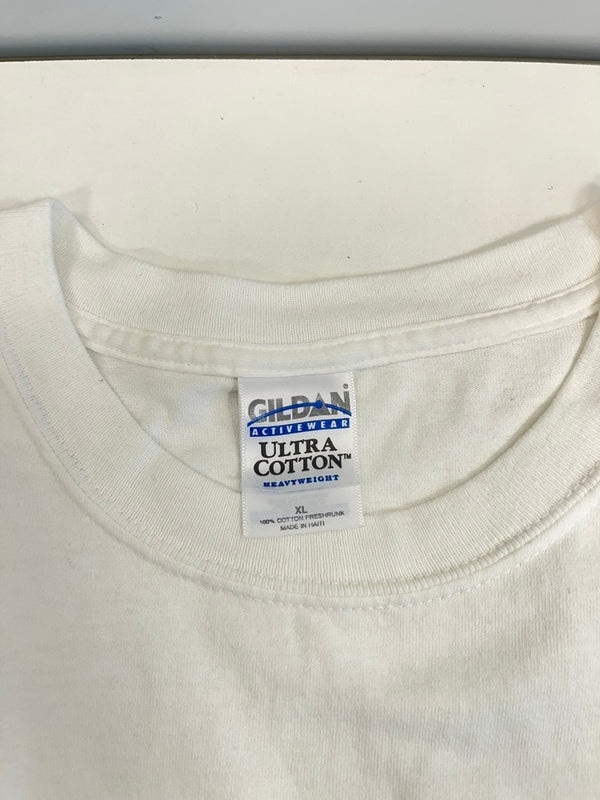 GILDAN®
ACTIVEWEAR
ULTRA
COTTON™
HEAVYWEIGHT
XL
100% COTTON PRESHRUNK
MADE IN HAITI